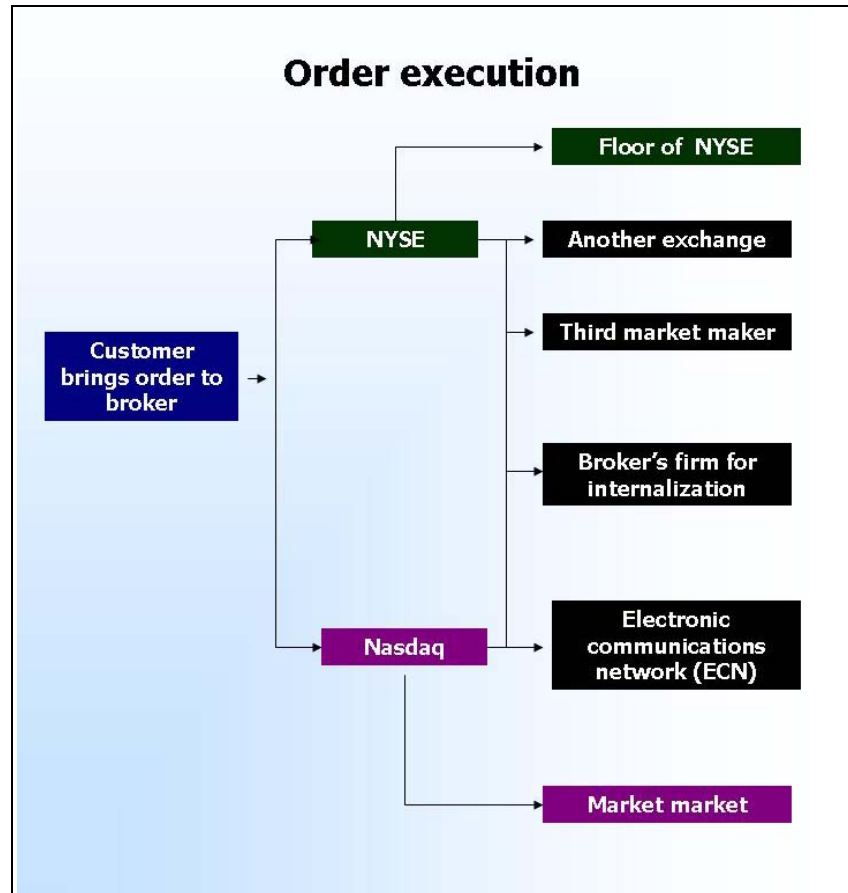 Order execution
Floor of NYSE
NYSE
Another exchange
Third market maker
Customer
brings order to
broker
Broker's firm for
internalization
Nasdaq
Electronic
communications
network (ECN)
Market market